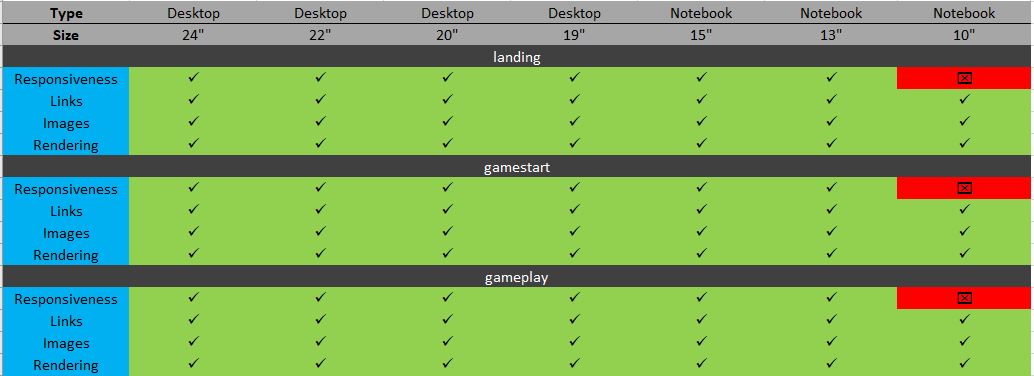 Type Desktop Desktop Desktop Desktop Notebook Notebook Notebook
Size 24" 22" 20" 19" 15" 13" 10"
landing
Responsiveness ✓ ✓ ✓ ✓ ✓ ✓ ☒
Links ✓ ✓ ✓ ✓ ✓ ✓ ✓
Images ✓ ✓ ✓ ✓ ✓ ✓ ✓
Rendering ✓ ✓ ✓ ✓ ✓ ✓ ✓
gamestart
Responsiveness ✓ ✓ ✓ ✓ ✓ ✓ ☒
Links ✓ ✓ ✓ ✓ ✓ ✓ ✓
Images ✓ ✓ ✓ ✓ ✓ ✓ ✓
Rendering ✓ ✓ ✓ ✓ ✓ ✓ ✓
gameplay
Responsiveness ✓ ✓ ✓ ✓ ✓ ✓ ☒
Links ✓ ✓ ✓ ✓ ✓ ✓ ✓
Images ✓ ✓ ✓ ✓ ✓ ✓ ✓
Rendering ✓ ✓ ✓ ✓ ✓ ✓ ✓